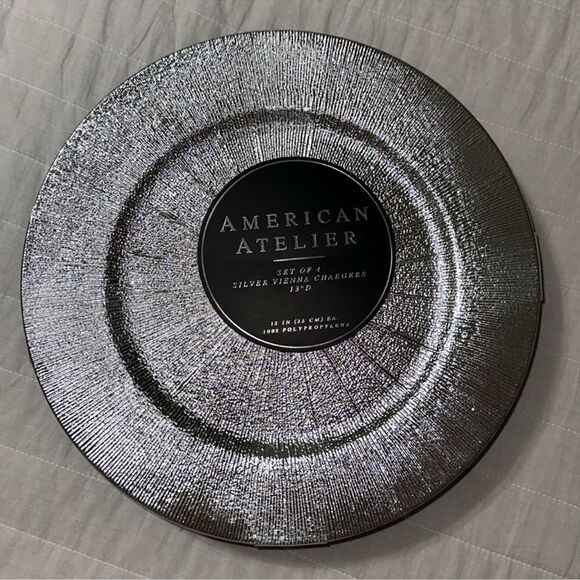 AMERICAN
ATELIER
SET OF 4
SILVER VIENNA CHARGERS
13"D
13 IN (33 CM) EA.
100% POLYPROPYLENE